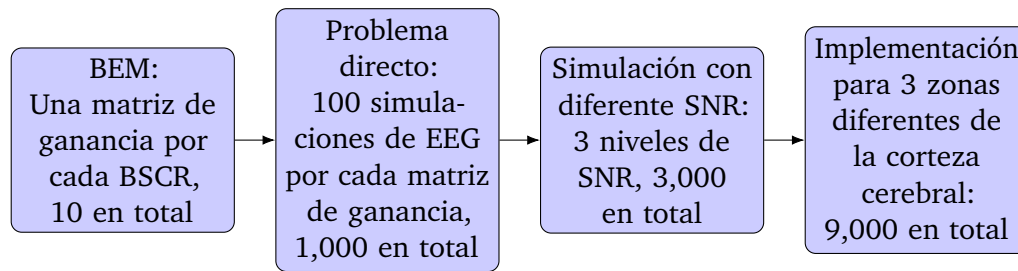 BEM:
Una matriz de
ganancia por
cada BSCR,
10 en total
Problema
directo:
100 simula-
ciones de EEG
por cada matriz
de ganancia,
1,000 en total
Simulación con
diferente SNR:
3 niveles de
SNR, 3,000
en total
Implementación
para 3 zonas
diferentes de
la corteza
cerebral:
9,000 en total